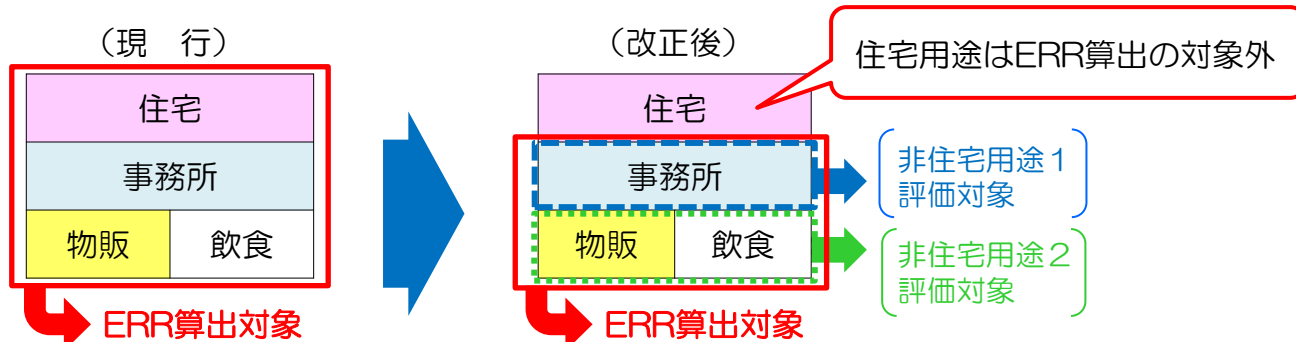 （現　行）
住宅
事務所
物販
飲食
ERR算出対象
（改正後）
住宅用途はERR算出の対象外
住宅
事務所
物販
飲食
ERR算出対象
非住宅用途１
評価対象
非住宅用途２
評価対象